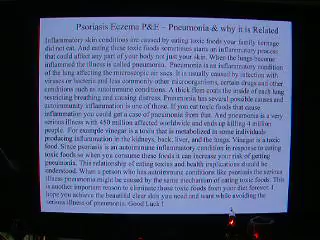 Psoriasis Eczema P&E – Pneumonia & why it is Related
Inflammatory skin conditions are caused by eating toxic foods your family heritage
did not eat. And eating these toxic foods sometimes starts an inflammatory process
that could affect any part of your body not just your skin. When the lungs become
inflamed the illness is called pneumonia. Pneumonia is an inflammatory condition
of the lung affecting the microscopic air sacs. It is usually caused by infection with
viruses or bacteria and less commonly other microorganisms, certain drugs and other
conditions such as autoimmune conditions. A thick fluid coats the inside of each lung
restricting breathing and causing distress. Pneumonia has several possible causes and
autoimmunity inflammation is one of those. If you eat toxic foods that cause
inflammation you could get a case of pneumonia from that. And pneumonia is a very
serious illness with 450 million affected worldwide and ends up killing 4 million
people. For example vinegar is a toxin that is metabolized in some individuals
producing inflammation in the kidneys, back, liver, and the lungs. Vinegar is a toxic
food. Since psoriasis is an autoimmune inflammatory condition in response to eating
toxic foods so when you consume these foods it can increase your risk of getting
pneumonia. This relationship of eating toxins and health implications should be
understood. When a person who has autoimmune conditions like psoriasis the serious
illness pneumonia might be caused by the same mechanism of eating toxic foods. This
is another reason to eliminate those toxic foods from your diet forever. I
hope you achieve the beautiful clear skin you need and want while avoiding the
serious illness of pneumonia. Good Luck !